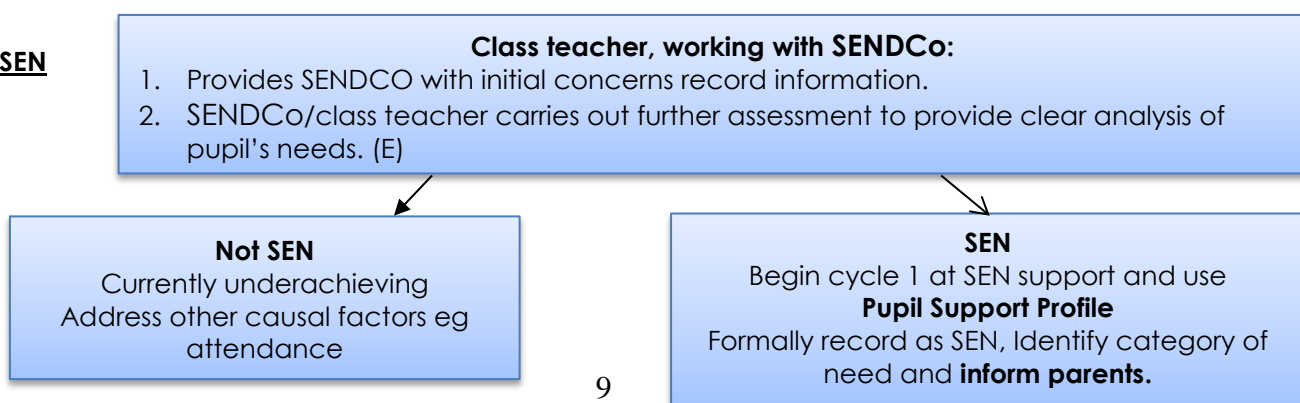 SEN
Class teacher, working with SENDCo:
1. Provides SENDCO with initial concerns record information.
2. SENDCo/class teacher carries out further assessment to provide clear analysis of
pupil’s needs. (E)
Not SEN
Currently underachieving
Address other causal factors eg
attendance
SEN
Begin cycle 1 at SEN support and use
Pupil Support Profile
Formally record as SEN, Identify category of
need and inform parents.
9